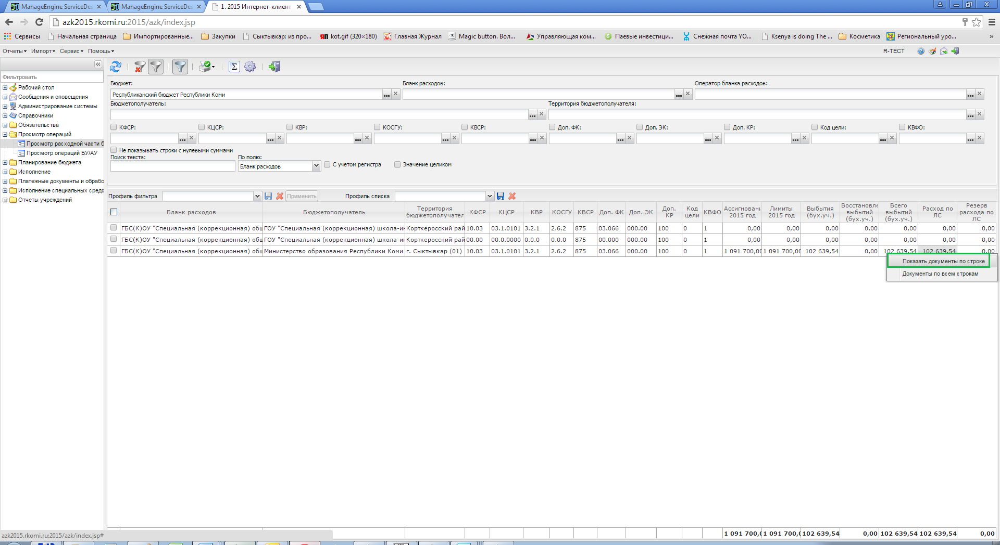 ManageEngine ServiceDes
ManageEngine ServiceDes
1. 2015 Интернет-клиент
azk2015.rkomi.ru:2015/azk/index.jsp
Сервисы
Начальная страница
Импортированные...
Закупки
Сыктывкар: из про...
ЯП
kot.gif (320×180)
Главная Журнал
Magic button. Вол...
Управляющая ком...
Паевые инвестици...
Снежная почта YO...
Ksenya is doing The ...
Косметика
Региональный уро...
»
Отчеты
Импорт
Сервис
Помощь
R-ТЕСТ
Фильтровать
Рабочий стол
Сообщения и оповещения
Администрирование системы
Справочники
Обязательства
Просмотр операций
Просмотр расходной части б
Просмотр операций БУ/АУ
Планирование бюджета
Исполнение
Платежные документы и обрабо
Исполнение специальных средс
Отчеты учреждений
Бюджет:
Бланк расходов:
Оператор бланка расходов:
Республиканский бюджет Республики Коми
Бюджетополучатель:
Территория бюджетополучателя:
КФСР: КЦСР: КВР: КОСГУ: КВСР: Доп. ФК: Доп. ЭК: Доп. КР: Код цели: КВФО:
Не показывать строки с нулевыми суммами
Поиск текста:
По полю:
Бланк расходов
С учетом регистра
Значение целиком
Профиль фильтра
Применить
Профиль списка
Бланк расходов
Бюджетополучатель
Территория бюджетополучател
КФСР
КЦСР
КВР
КОСГУ
КВСР
Доп. ФК
Доп. ЭК
Доп. КР
Код цели
КВФО
Ассигновани 2015 год
Лимиты 2015 год
Выбытия (бух.уч.)
Восстановле выбытий (бух.уч.)
Всего выбытий (бух.уч.)
Расход по ЛС
Резерв расхода по ЛС
ГБС(К)ОУ "Специальная (коррекционная) общ ГОУ "Специальная (коррекционная) школа-ин Корткеросский рай 10.03 03.1.0101 3.2.1 2.6.2 875 03.066 000.00 100 0 1 0,00 0,00 0,00 0,00 0,00 0,00 0,00
ГБС(К)ОУ "Специальная (коррекционная) общ ГОУ "Специальная (коррекционная) школа-ин Корткеросский рай 00.00 00.0.0000 0.0.0 0.0.0 875 00.000 000.00 100 0 1 0,00 0,00 0,00 0,00 0,00 0,00 0,00
ГБС(К)ОУ "Специальная (коррекционная) общ Министерство образования Республики Коми г. Сыктывкар (01) 10.03 03.1.0101 3.2.1 2.6.2 875 03.066 000.00 100 0 1 1 091 700,00 1 091 700,00 102 639,54 0,00 102 639,54 102 639,54 0,00
Показать документы по строке
Документы по всем строкам
1 091 700,( 1 091 700,( 102 639,54 0,00 102 639,54 102 639,54 0,00
azk2015.rkomi.ru:2015/azk/index.jsp#